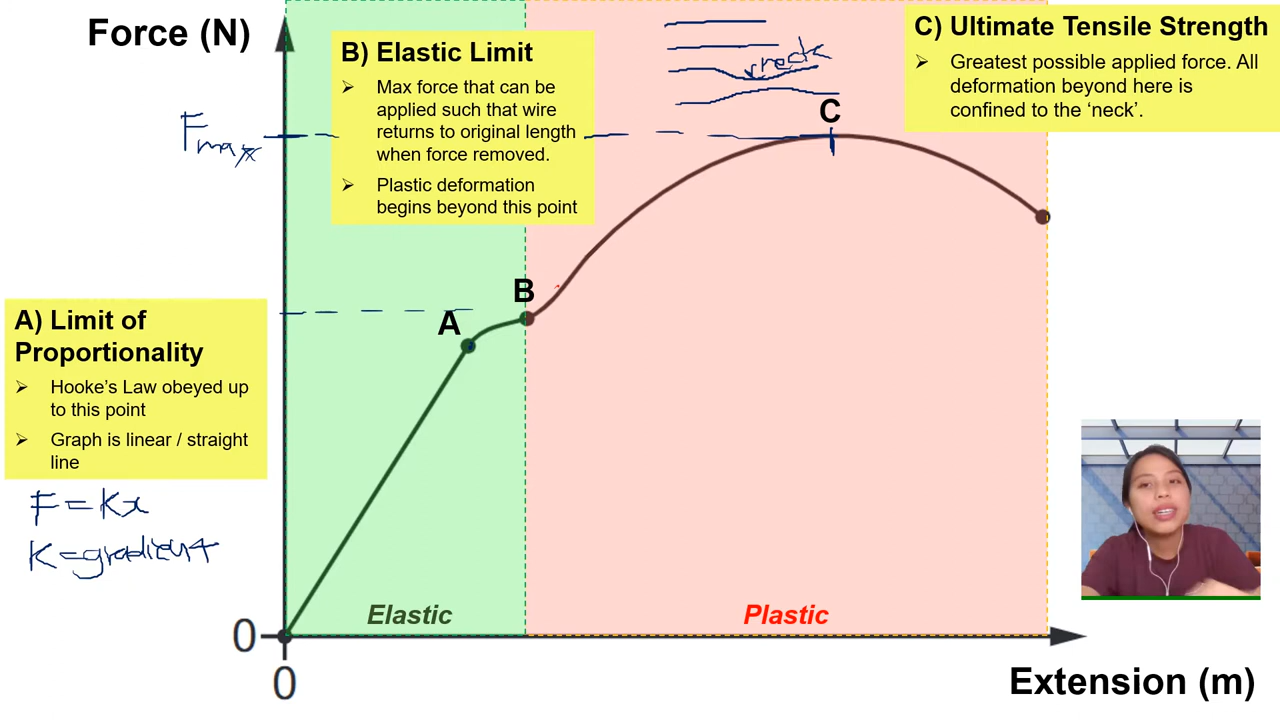 Force (N)
B) Elastic Limit
➢ Max force that can be
applied such that wire
returns to original length
when force removed.
➢ Plastic deformation
begins beyond this point
neck
C) Ultimate Tensile Strength
➢ Greatest possible applied force. All
deformation beyond here is
confined to the ‘neck’.
Fmax
C
B
A
A) Limit of
Proportionality
➢ Hooke’s Law obeyed up
to this point
➢ Graph is linear / straight
line
F = Kx
K = gradient
Elastic
Plastic
0
0
Extension (m)